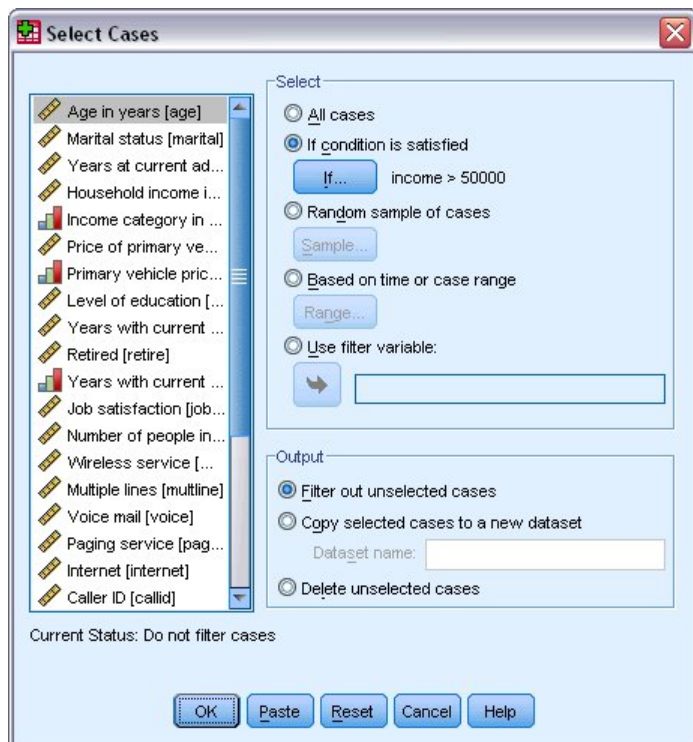 Select Cases
Age in years [age]
Marital status [marital]
Years at current ad...
Household income i...
Income category in ...
Price of primary ve...
Primary vehicle pric...
Level of education [...
Years with current ...
Retired [retire]
Years with current ...
Job satisfaction [job...
Number of people in...
Wireless service [...
Multiple lines [multline]
Voice mail [voice]
Paging service [pag...
Internet [internet]
Caller ID [callid]
Current Status: Do not filter cases
Select
All cases
If condition is satisfied
If... income > 50000
Random sample of cases
Sample...
Based on time or case range
Range...
Use filter variable:
Output
Filter out unselected cases
Copy selected cases to a new dataset
Dataset name:
Delete unselected cases
OK Paste Reset Cancel Help